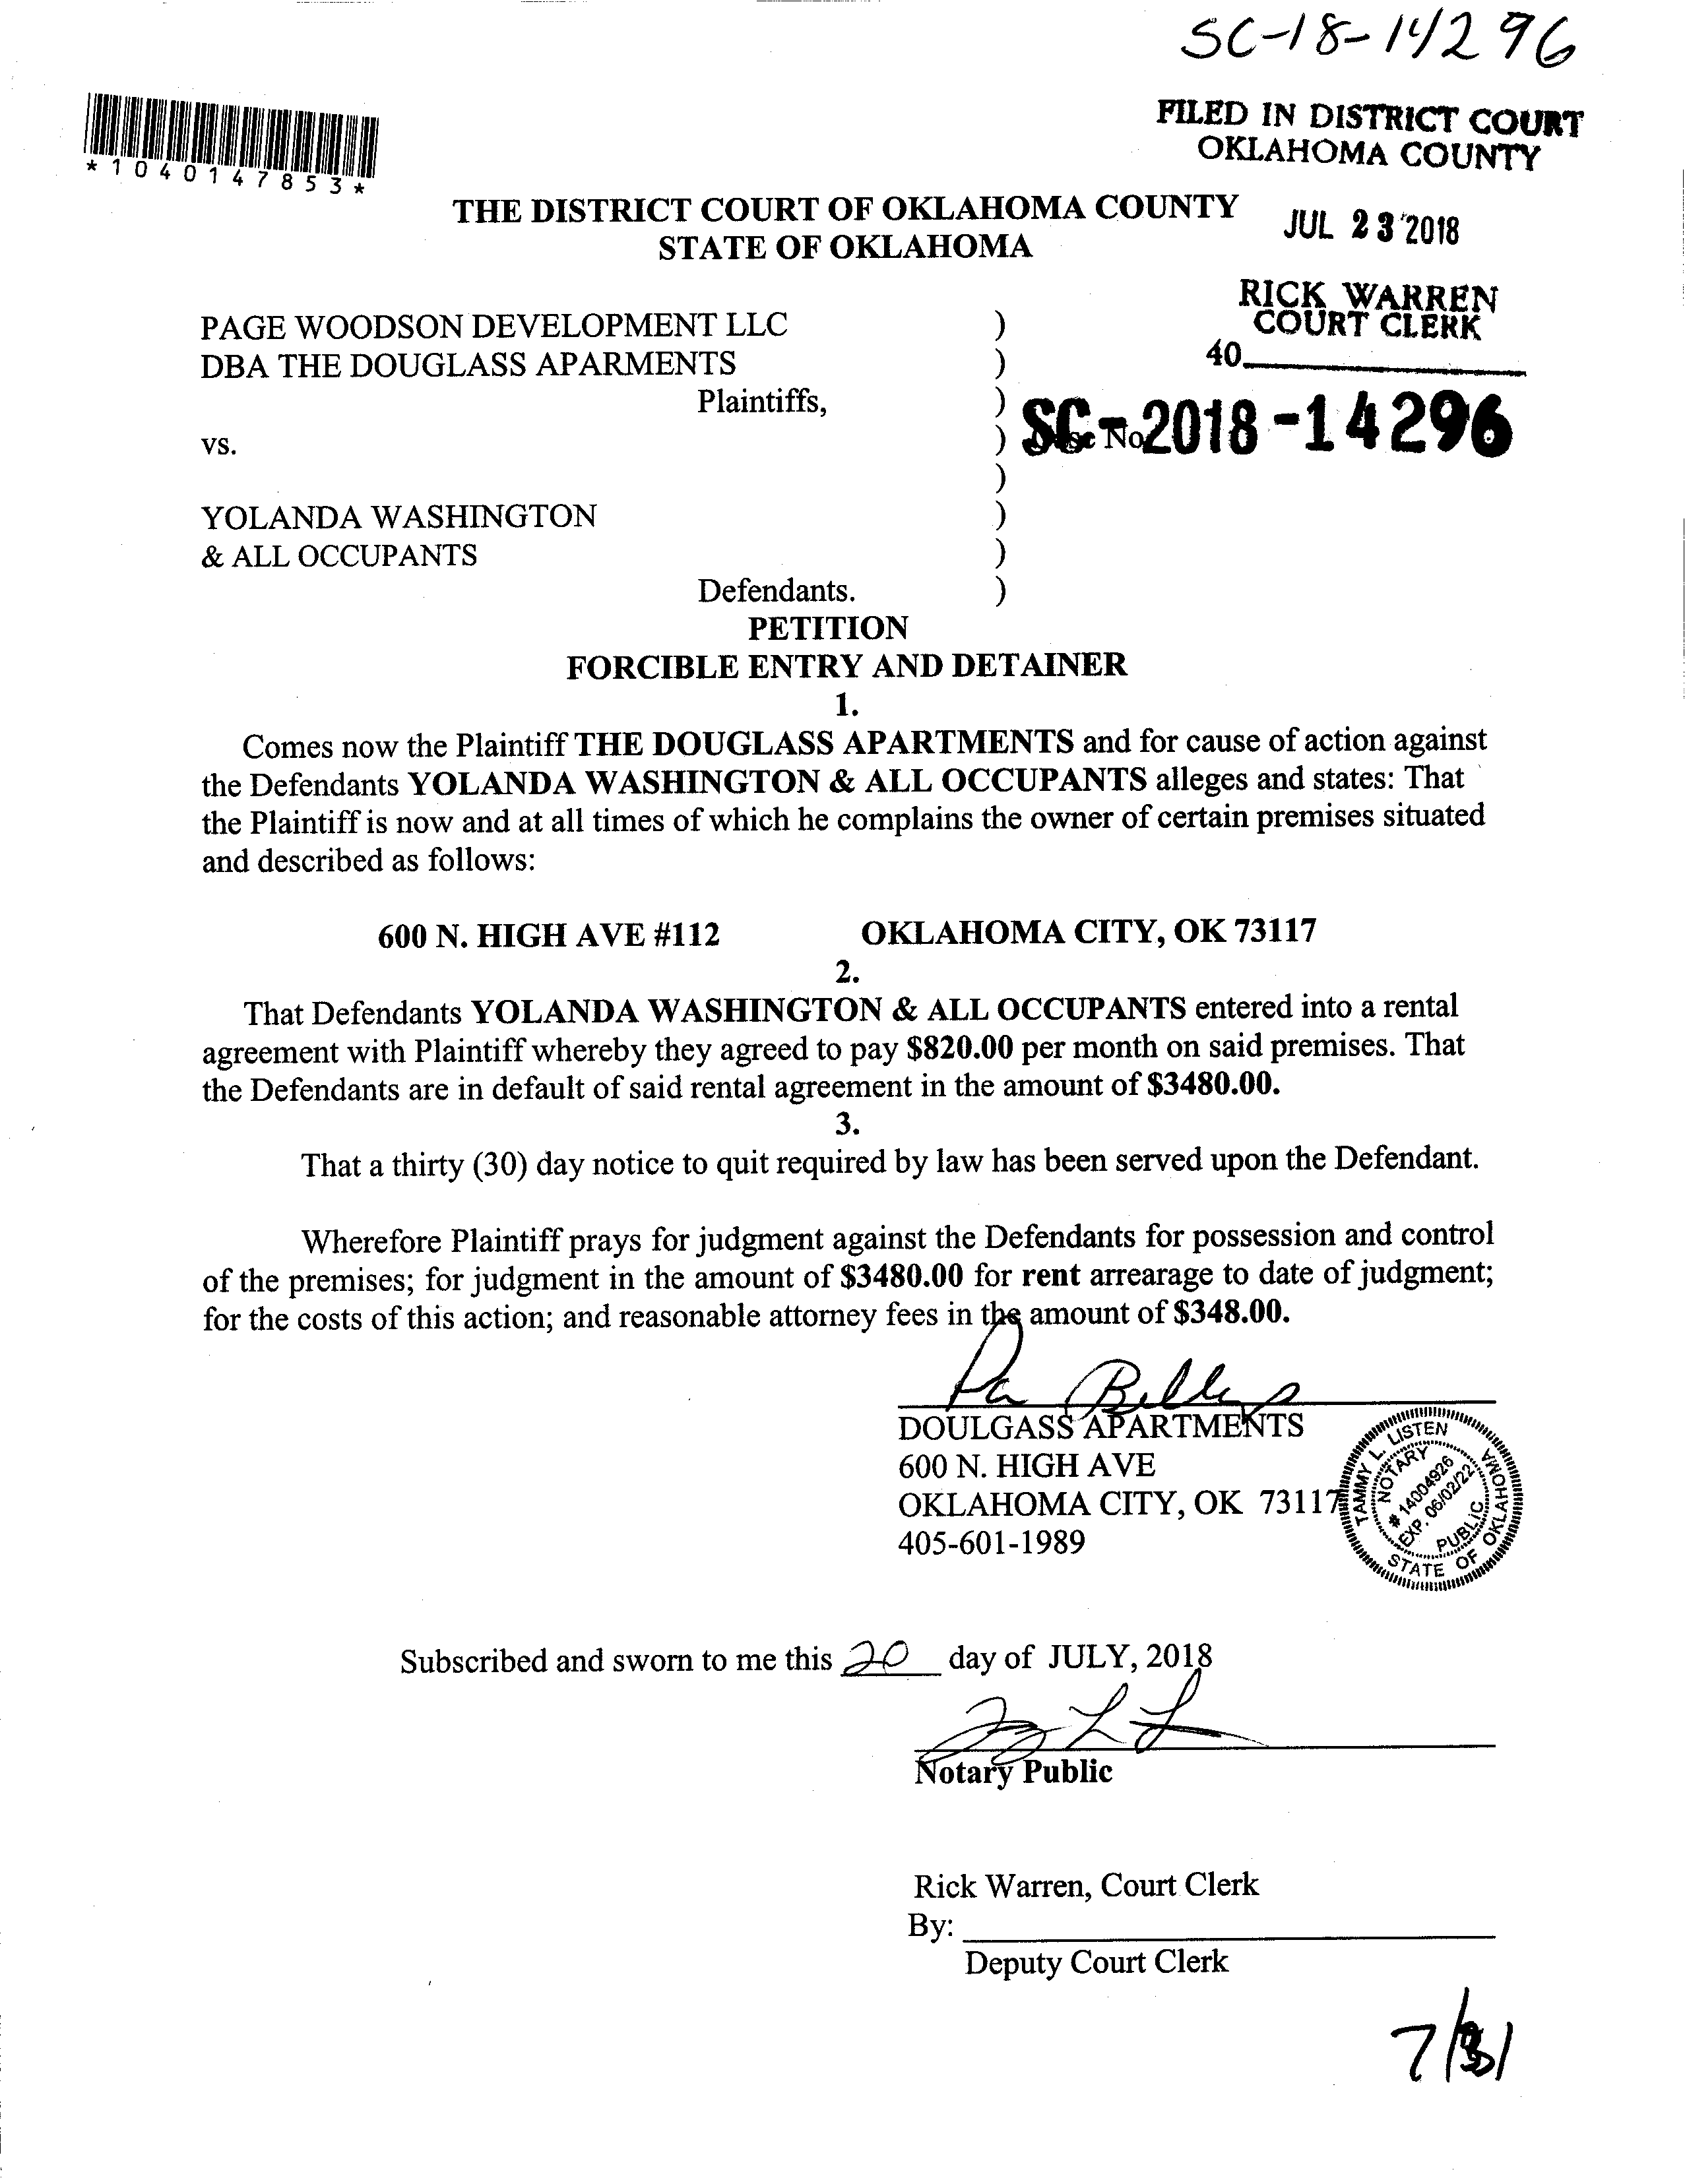 SC-18-14296
FILED IN DISTRICT COURT
OKLAHOMA COUNTY
*1040147853*
THE DISTRICT COURT OF OKLAHOMA COUNTY
STATE OF OKLAHOMA
JUL 23 2018
RICK WARREN
COURT CLERK
40
PAGE WOODSON DEVELOPMENT LLC )
DBA THE DOUGLASS APARMENTS )
Plaintiffs, )
vs. ) SC-2018-14296
)
YOLANDA WASHINGTON )
& ALL OCCUPANTS )
Defendants. )
PETITION
FORCIBLE ENTRY AND DETAINER
1.
Comes now the Plaintiff THE DOUGLASS APARTMENTS and for cause of action against
the Defendants YOLANDA WASHINGTON & ALL OCCUPANTS alleges and states: That
the Plaintiff is now and at all times of which he complains the owner of certain premises situated
and described as follows:
600 N. HIGH AVE #112 OKLAHOMA CITY, OK 73117
2.
That Defendants YOLANDA WASHINGTON & ALL OCCUPANTS entered into a rental
agreement with Plaintiff whereby they agreed to pay $820.00 per month on said premises. That
the Defendants are in default of said rental agreement in the amount of $3480.00.
3.
That a thirty (30) day notice to quit required by law has been served upon the Defendant.
Wherefore Plaintiff prays for judgment against the Defendants for possession and control
of the premises; for judgment in the amount of $3480.00 for rent arrearage to date of judgment;
for the costs of this action; and reasonable attorney fees in the amount of $348.00.
DOULGASS APARTMENTS
600 N. HIGH AVE
OKLAHOMA CITY, OK 73117
405-601-1989
TAMMY L. LISTEN
NOTARY
# 14004926
EXP. 06/02/22
PUBLIC
STATE OF OKLAHOMA
Subscribed and sworn to me this 20 day of JULY, 2018
Notary Public
Rick Warren, Court Clerk
By:
Deputy Court Clerk
7/31